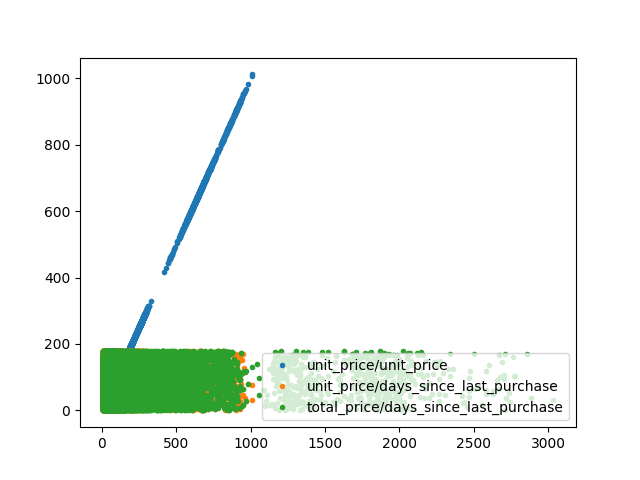 1000
800
600
400
200
0
unit_price/unit_price
unit_price/days_since_last_purchase
total_price/days_since_last_purchase
0 500 1000 1500 2000 2500 3000